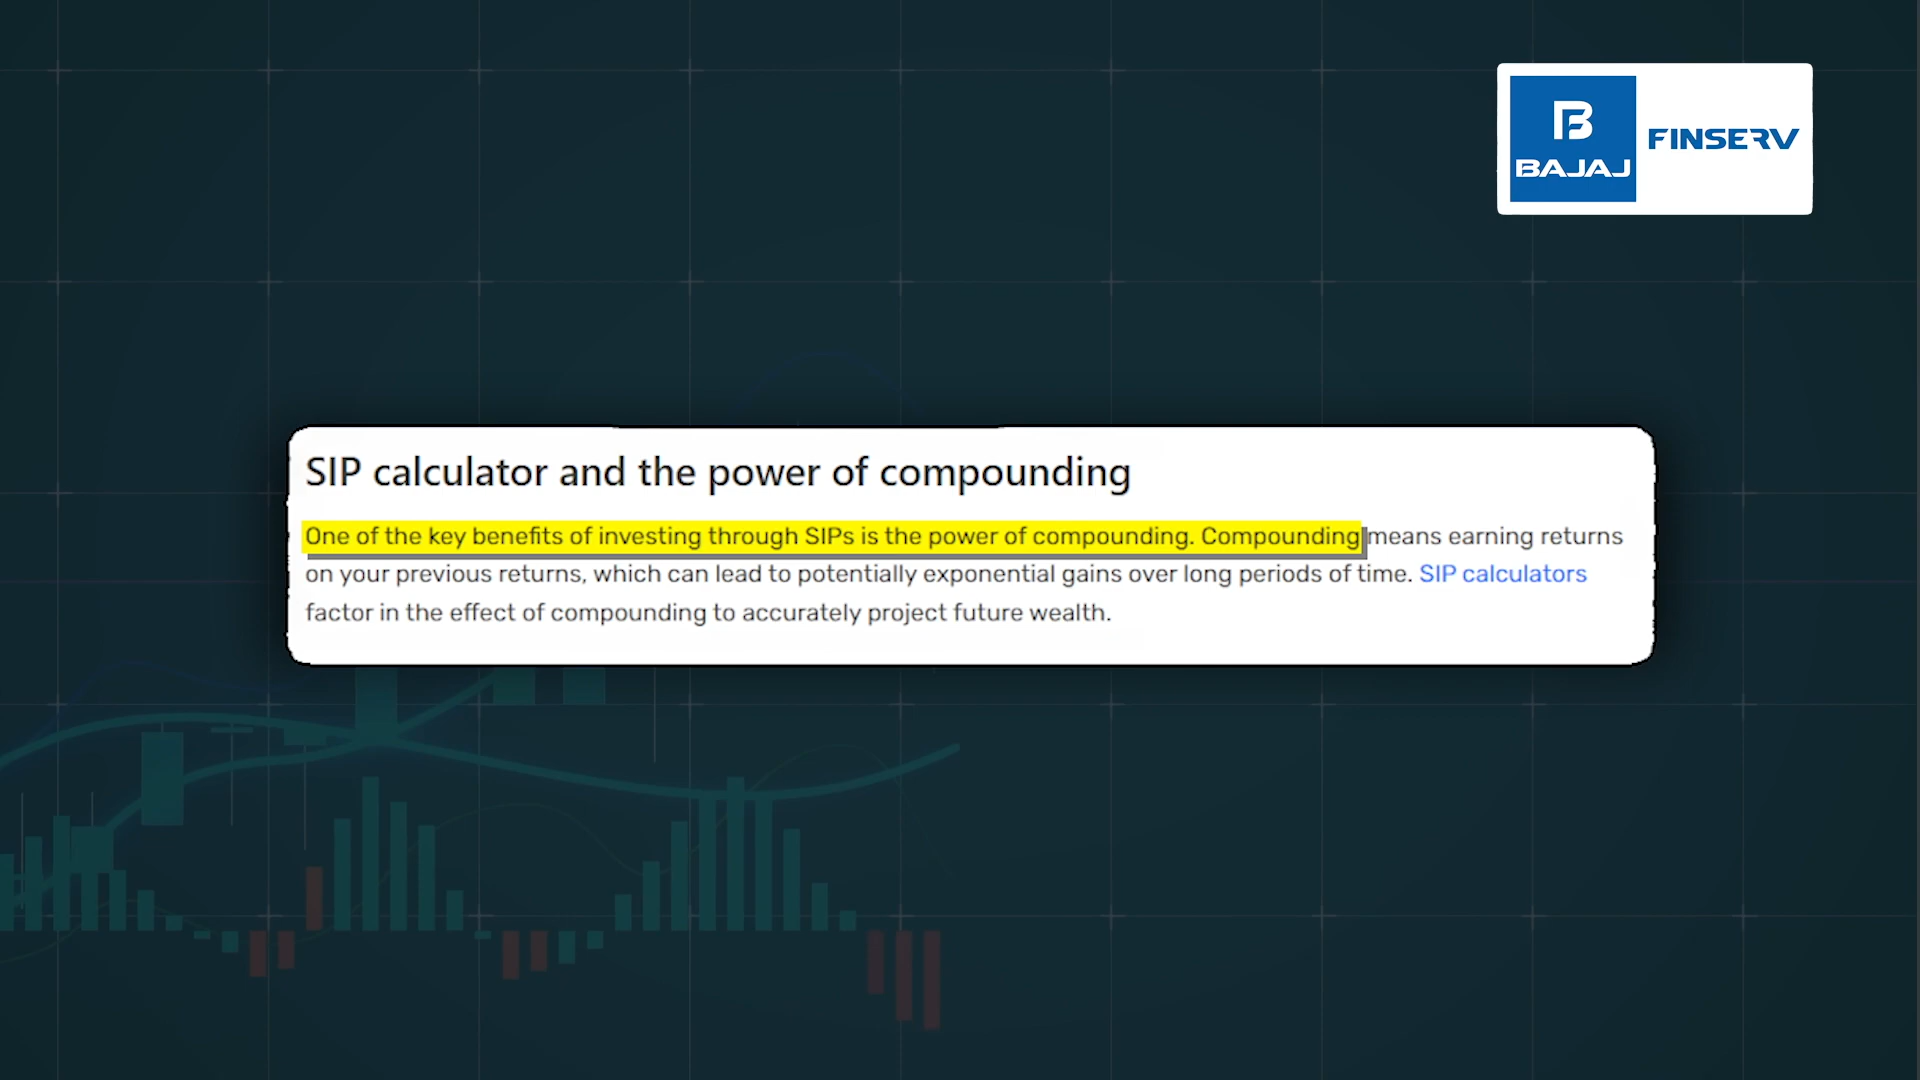 BAJAJ
FINSERV
SIP calculator and the power of compounding
One of the key benefits of investing through SIPs is the power of compounding. Compounding means earning returns
on your previous returns, which can lead to potentially exponential gains over long periods of time. SIP calculators
factor in the effect of compounding to accurately project future wealth.